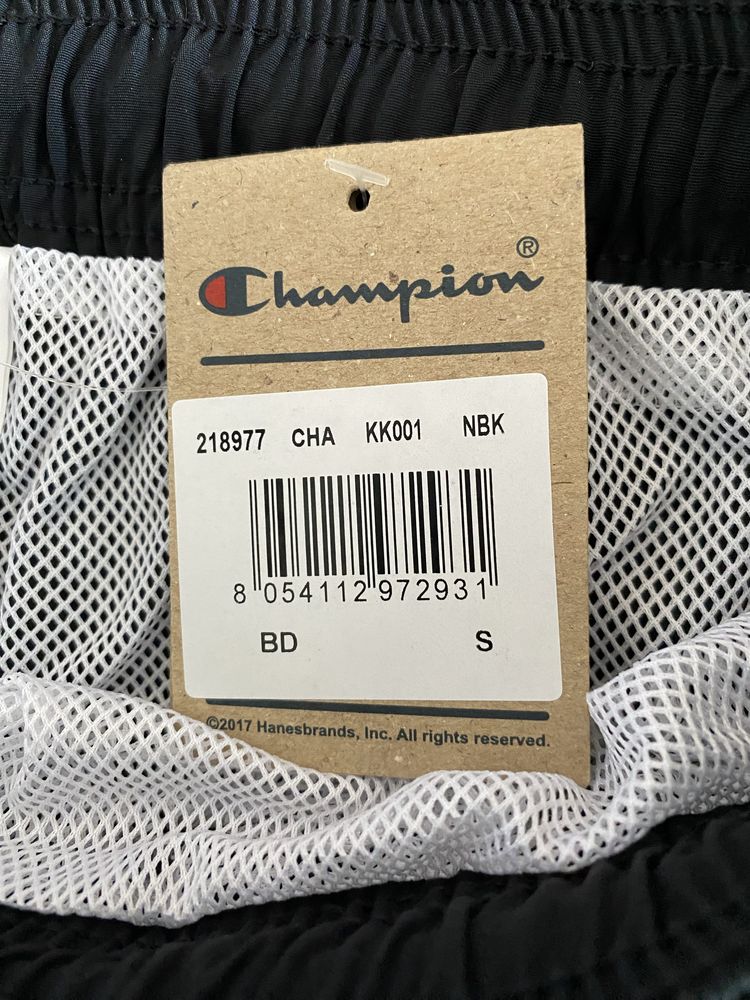 Champion®
218977 CHA KK001 NBK
8 054112 972931
BD S
©2017 Hanesbrands, Inc. All rights reserved.